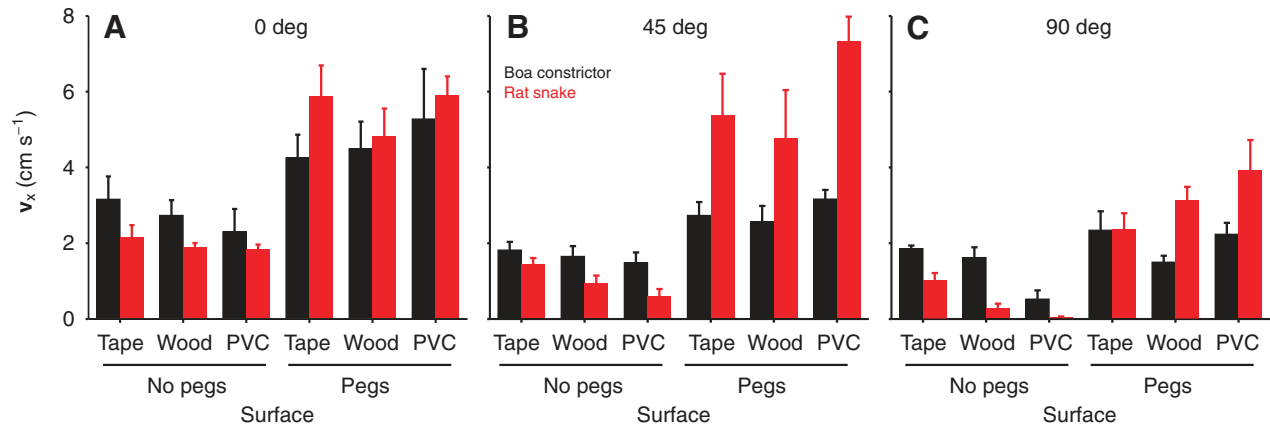 A
0 deg
B
45 deg
C
90 deg
Boa constrictor
Rat snake
8
6
4
2
0
vₓ (cm s⁻¹)
Tape Wood PVC Tape Wood PVC
No pegs Pegs
Surface
Tape Wood PVC Tape Wood PVC
No pegs Pegs
Surface
Tape Wood PVC Tape Wood PVC
No pegs Pegs
Surface